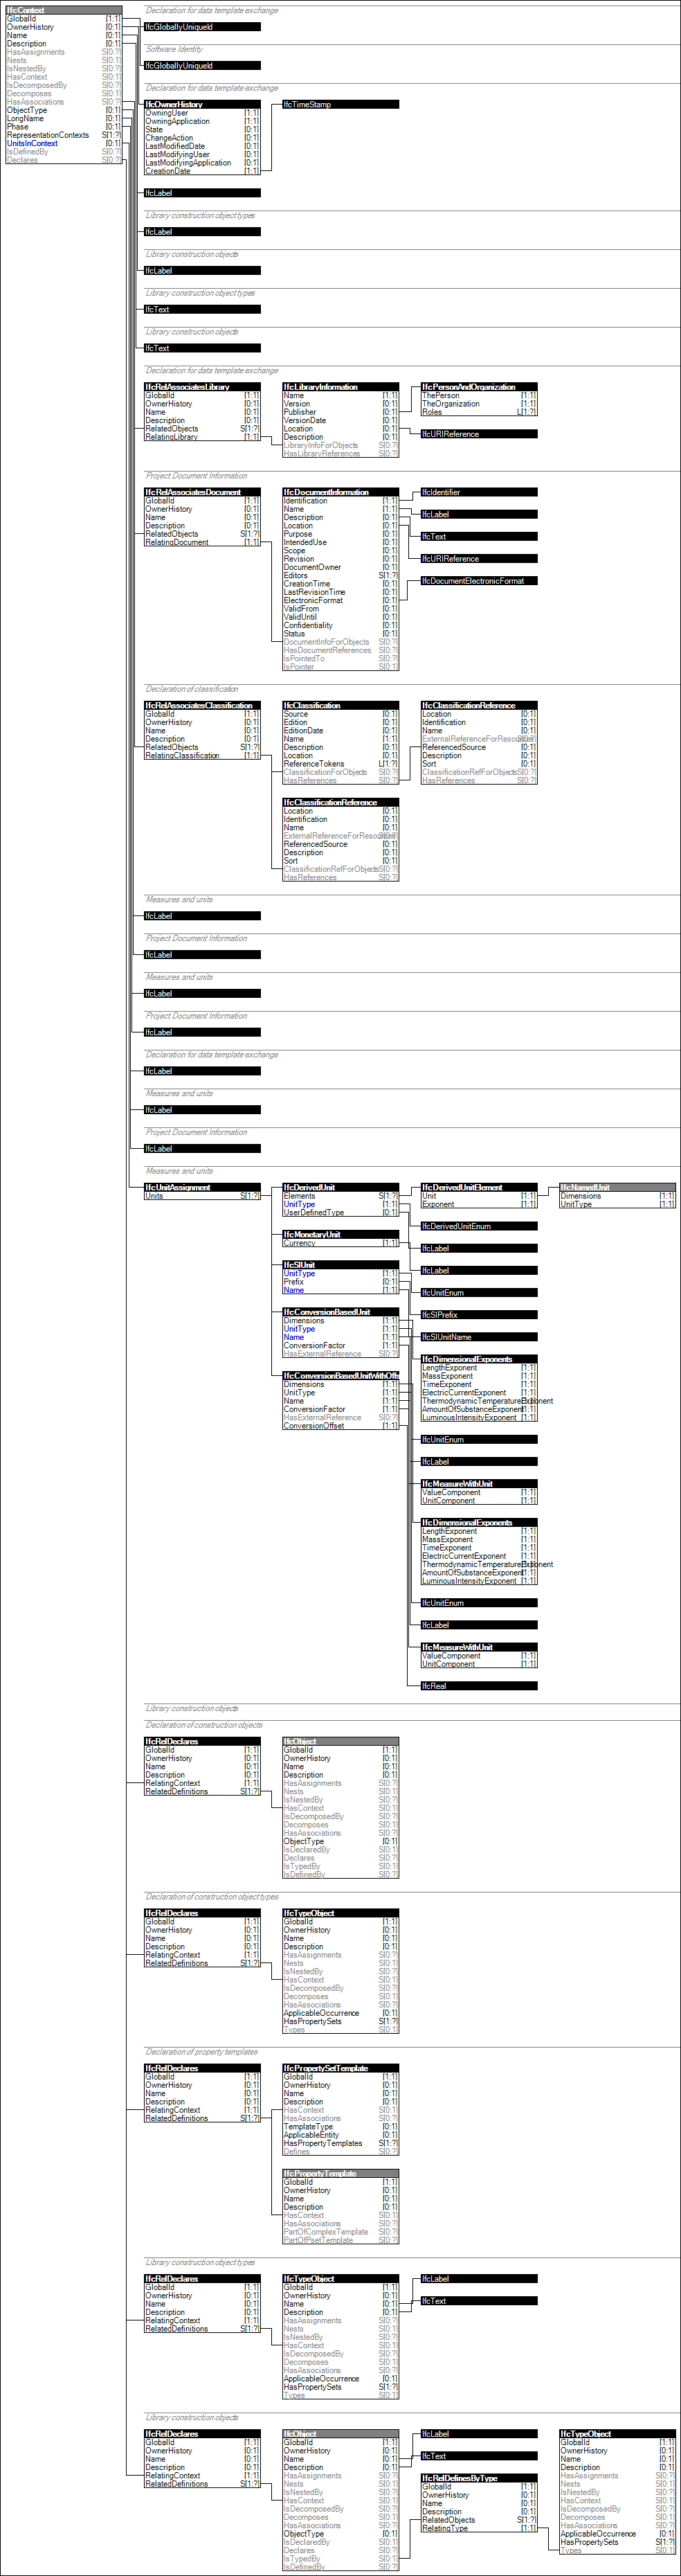 IfcContext
GlobalId [1:1]
OwnerHistory [0:1]
Name [0:1]
Description [0:1]
HasAssignments S[0:?]
Nests S[0:1]
IsNestedBy S[0:?]
HasContext S[0:1]
IsDecomposedBy S[0:?]
Decomposes S[0:1]
HasAssociations S[0:?]
ObjectType [0:1]
LongName [0:1]
Phase [0:1]
RepresentationContexts S[1:?]
UnitsInContext [0:1]
IsDefinedBy S[0:?]
Declares S[0:?]
Declaration for data template exchange
IfcGloballyUniqueId
Software Identity
IfcGloballyUniqueId
Declaration for data template exchange
IfcOwnerHistory
OwningUser [1:1]
OwningApplication [1:1]
State [0:1]
ChangeAction [0:1]
LastModifiedDate [0:1]
LastModifyingUser [0:1]
LastModifyingApplication [0:1]
CreationDate [1:1]
IfcTimeStamp
IfcLabel
Library construction object types
IfcLabel
Library construction objects
IfcLabel
Library construction object types
IfcText
Library construction objects
IfcText
Declaration for data template exchange
IfcRelAssociatesLibrary
GlobalId [1:1]
OwnerHistory [0:1]
Name [0:1]
Description [0:1]
RelatedObjects S[1:?]
RelatingLibrary [1:1]
IfcLibraryInformation
Name [1:1]
Version [0:1]
Publisher [0:1]
VersionDate [0:1]
Location [0:1]
Description [0:1]
LibraryInfoForObjects S[0:?]
HasLibraryReferences S[0:?]
IfcPersonAndOrganization
ThePerson [1:1]
TheOrganization [1:1]
Roles L[1:?]
IfcURIReference
Project Document Information
IfcRelAssociatesDocument
GlobalId [1:1]
OwnerHistory [0:1]
Name [0:1]
Description [0:1]
RelatedObjects S[1:?]
RelatingDocument [1:1]
IfcDocumentInformation
Identification [1:1]
Name [1:1]
Description [0:1]
Location [0:1]
Purpose [0:1]
IntendedUse [0:1]
Scope [0:1]
Revision [0:1]
DocumentOwner [0:1]
Editors S[1:?]
CreationTime [0:1]
LastRevisionTime [0:1]
ElectronicFormat [0:1]
ValidFrom [0:1]
ValidUntil [0:1]
Confidentiality [0:1]
Status [0:1]
DocumentInfoForObjects S[0:?]
HasDocumentReferences S[0:?]
IsPointedTo S[0:?]
IsPointer S[0:1]
IfcIdentifier
IfcLabel
IfcText
IfcURIReference
IfcDocumentElectronicFormat
Declaration of classification
IfcRelAssociatesClassification
GlobalId [1:1]
OwnerHistory [0:1]
Name [0:1]
Description [0:1]
RelatedObjects S[1:?]
RelatingClassification [1:1]
IfcClassification
Source [0:1]
Edition [0:1]
EditionDate [0:1]
Name [1:1]
Description [0:1]
Location [0:1]
ReferenceTokens L[1:?]
ClassificationForObjects S[0:?]
HasReferences S[0:?]
IfcClassificationReference
Location [0:1]
Identification [0:1]
Name [0:1]
ExternalReferenceForResources S[0:?]
ReferencedSource [0:1]
Description [0:1]
Sort [0:1]
ClassificationRefForObjects S[0:?]
HasReferences S[0:?]
IfcClassificationReference
Location [0:1]
Identification [0:1]
Name [0:1]
ExternalReferenceForResources S[0:?]
ReferencedSource [0:1]
Description [0:1]
Sort [0:1]
ClassificationRefForObjects S[0:?]
HasReferences S[0:?]
Measures and units
IfcLabel
Project Document Information
IfcLabel
Measures and units
IfcLabel
Project Document Information
IfcLabel
Declaration for data template exchange
IfcLabel
Measures and units
IfcLabel
Project Document Information
IfcLabel
Measures and units
IfcUnitAssignment
Units S[1:?]
IfcDerivedUnit
Elements S[1:?]
UnitType [1:1]
UserDefinedType [0:1]
IfcMonetaryUnit
Currency [1:1]
IfcSIUnit
UnitType [1:1]
Prefix [0:1]
Name [1:1]
IfcConversionBasedUnit
Dimensions [1:1]
UnitType [1:1]
Name [1:1]
ConversionFactor [1:1]
HasExternalReference S[0:?]
IfcConversionBasedUnitWithOffs
Dimensions [1:1]
UnitType [1:1]
Name [1:1]
ConversionFactor [1:1]
HasExternalReference S[0:?]
ConversionOffset [1:1]
IfcDerivedUnitElement
Unit [1:1]
Exponent [1:1]
IfcNamedUnit
Dimensions [1:1]
UnitType [1:1]
IfcDerivedUnitEnum
IfcLabel
IfcLabel
IfcUnitEnum
IfcSIPrefix
IfcSIUnitName
IfcDimensionalExponents
LengthExponent [1:1]
MassExponent [1:1]
TimeExponent [1:1]
ElectricCurrentExponent [1:1]
ThermodynamicTemperatureExponent [1:1]
AmountOfSubstanceExponent [1:1]
LuminousIntensityExponent [1:1]
IfcUnitEnum
IfcLabel
IfcMeasureWithUnit
ValueComponent [1:1]
UnitComponent [1:1]
IfcDimensionalExponents
LengthExponent [1:1]
MassExponent [1:1]
TimeExponent [1:1]
ElectricCurrentExponent [1:1]
ThermodynamicTemperatureExponent [1:1]
AmountOfSubstanceExponent [1:1]
LuminousIntensityExponent [1:1]
IfcUnitEnum
IfcLabel
IfcMeasureWithUnit
ValueComponent [1:1]
UnitComponent [1:1]
IfcReal
Library construction objects
Declaration of construction objects
IfcRelDeclares
GlobalId [1:1]
OwnerHistory [0:1]
Name [0:1]
Description [0:1]
RelatingContext [1:1]
RelatedDefinitions S[1:?]
IfcObject
GlobalId [1:1]
OwnerHistory [0:1]
Name [0:1]
Description [0:1]
HasAssignments S[0:?]
Nests S[0:1]
IsNestedBy S[0:?]
HasContext S[0:1]
IsDecomposedBy S[0:?]
Decomposes S[0:1]
HasAssociations S[0:?]
ObjectType [0:1]
IsDeclaredBy S[0:1]
Declares S[0:?]
IsTypedBy S[0:1]
IsDefinedBy S[0:?]
Declaration of construction object types
IfcRelDeclares
GlobalId [1:1]
OwnerHistory [0:1]
Name [0:1]
Description [0:1]
RelatingContext [1:1]
RelatedDefinitions S[1:?]
IfcTypeObject
GlobalId [1:1]
OwnerHistory [0:1]
Name [0:1]
Description [0:1]
HasAssignments S[0:?]
Nests S[0:1]
IsNestedBy S[0:?]
HasContext S[0:1]
IsDecomposedBy S[0:?]
Decomposes S[0:1]
HasAssociations S[0:?]
ApplicableOccurrence [0:1]
HasPropertySets S[1:?]
Types S[0:1]
Declaration of property templates
IfcRelDeclares
GlobalId [1:1]
OwnerHistory [0:1]
Name [0:1]
Description [0:1]
RelatingContext [1:1]
RelatedDefinitions S[1:?]
IfcPropertySetTemplate
GlobalId [1:1]
OwnerHistory [0:1]
Name [0:1]
Description [0:1]
HasContext S[0:1]
HasAssociations S[0:?]
TemplateType [0:1]
ApplicableEntity [0:1]
HasPropertyTemplates S[1:?]
Defines S[0:?]
IfcPropertyTemplate
GlobalId [1:1]
OwnerHistory [0:1]
Name [0:1]
Description [0:1]
HasContext S[0:1]
HasAssociations S[0:?]
PartOfComplexTemplate S[0:?]
PartOfPsetTemplate S[0:?]
Library construction object types
IfcRelDeclares
GlobalId [1:1]
OwnerHistory [0:1]
Name [0:1]
Description [0:1]
RelatingContext [1:1]
RelatedDefinitions S[1:?]
IfcTypeObject
GlobalId [1:1]
OwnerHistory [0:1]
Name [0:1]
Description [0:1]
HasAssignments S[0:?]
Nests S[0:1]
IsNestedBy S[0:?]
HasContext S[0:1]
IsDecomposedBy S[0:?]
Decomposes S[0:1]
HasAssociations S[0:?]
ApplicableOccurrence [0:1]
HasPropertySets S[1:?]
Types S[0:1]
IfcLabel
IfcText
Library construction objects
IfcRelDeclares
GlobalId [1:1]
OwnerHistory [0:1]
Name [0:1]
Description [0:1]
RelatingContext [1:1]
RelatedDefinitions S[1:?]
IfcObject
GlobalId [1:1]
OwnerHistory [0:1]
Name [0:1]
Description [0:1]
HasAssignments S[0:?]
Nests S[0:1]
IsNestedBy S[0:?]
HasContext S[0:1]
IsDecomposedBy S[0:?]
Decomposes S[0:1]
HasAssociations S[0:?]
ObjectType [0:1]
IsDeclaredBy S[0:1]
Declares S[0:?]
IsTypedBy S[0:1]
IsDefinedBy S[0:?]
IfcLabel
IfcText
IfcRelDefinesByType
GlobalId [1:1]
OwnerHistory [0:1]
Name [0:1]
Description [0:1]
RelatedObjects S[1:?]
RelatingType [1:1]
IfcTypeObject
GlobalId [1:1]
OwnerHistory [0:1]
Name [0:1]
Description [0:1]
HasAssignments S[0:?]
Nests S[0:1]
IsNestedBy S[0:?]
HasContext S[0:1]
IsDecomposedBy S[0:?]
Decomposes S[0:1]
HasAssociations S[0:?]
ApplicableOccurrence [0:1]
HasPropertySets S[1:?]
Types S[0:1]